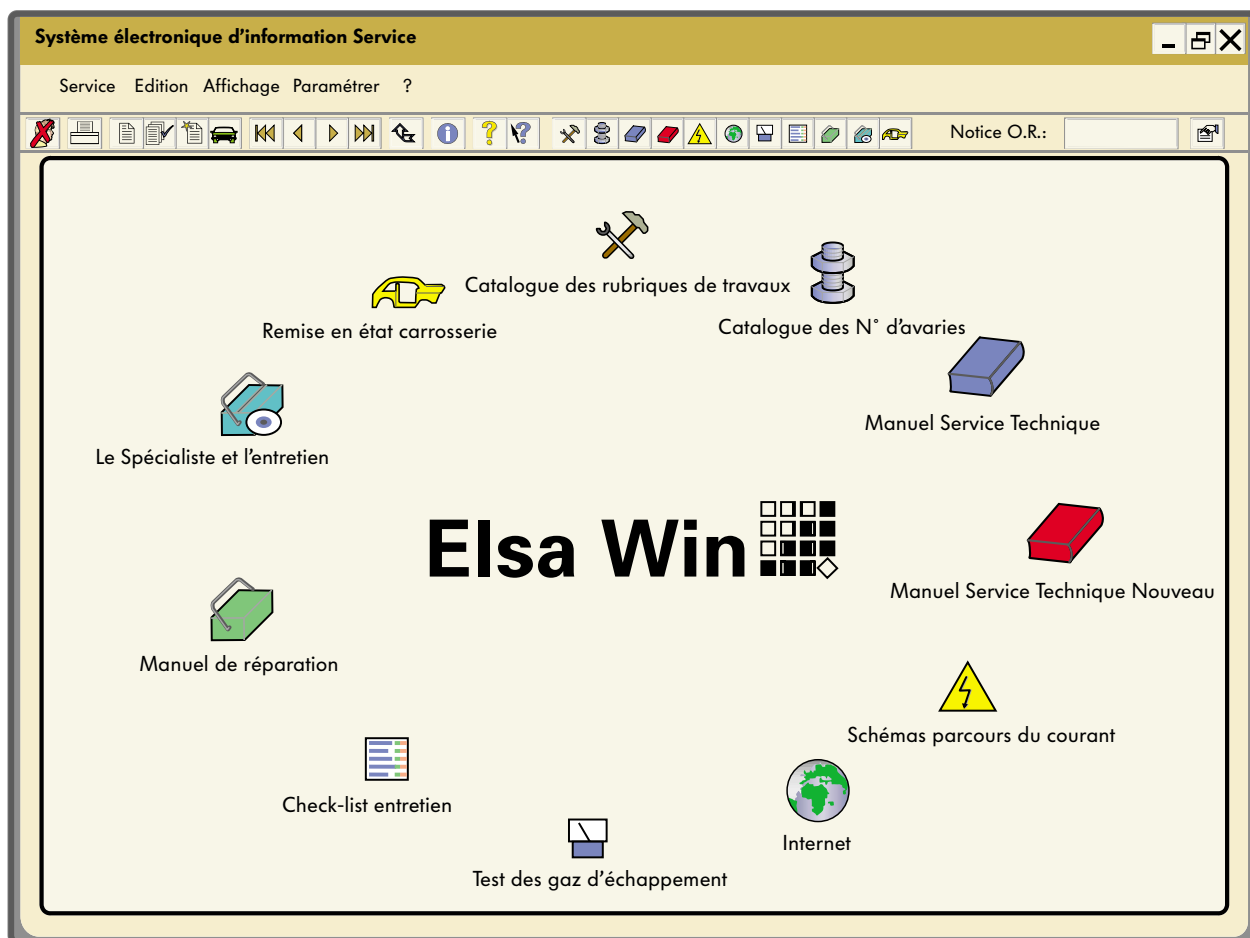 Système électronique d'information Service
Service Edition Affichage Paramétrer ?
Notice O.R.:
Catalogue des rubriques de travaux
Remise en état carrosserie
Catalogue des N° d'avaries
Manuel Service Technique
Le Spécialiste et l'entretien
Elsa Win
Manuel Service Technique Nouveau
Manuel de réparation
Schémas parcours du courant
Check-list entretien
Internet
Test des gaz d'échappement